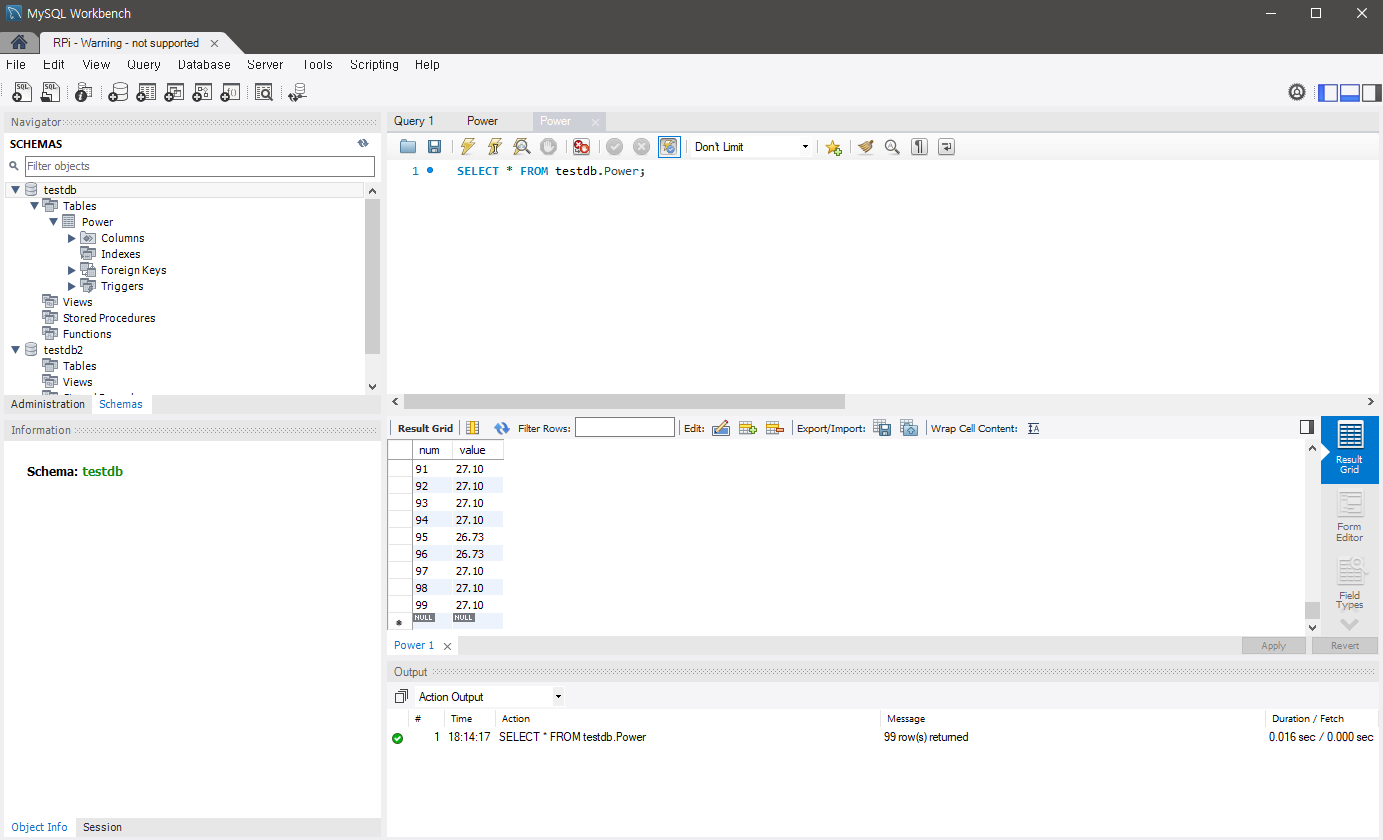 MySQL Workbench
RPi - Warning - not supported
File Edit View Query Database Server Tools Scripting Help
Navigator
SCHEMAS
Filter objects
testdb
Tables
Power
Columns
Indexes
Foreign Keys
Triggers
Views
Stored Procedures
Functions
testdb2
Tables
Views
Administration Schemas
Information
Schema: testdb
Object Info Session
Query 1 Power Power
Don't Limit
1 SELECT * FROM testdb.Power;
Result Grid Filter Rows: Edit: Export/Import: Wrap Cell Content:
num value
91 27.10
92 27.10
93 27.10
94 27.10
95 26.73
96 26.73
97 27.10
98 27.10
99 27.10
NULL NULL
Result
Grid
Form
Editor
Field
Types
Power 1
Apply Revert
Output
Action Output
# Time Action Message Duration / Fetch
1 18:14:17 SELECT * FROM testdb.Power 99 row(s) returned 0.016 sec / 0.000 sec